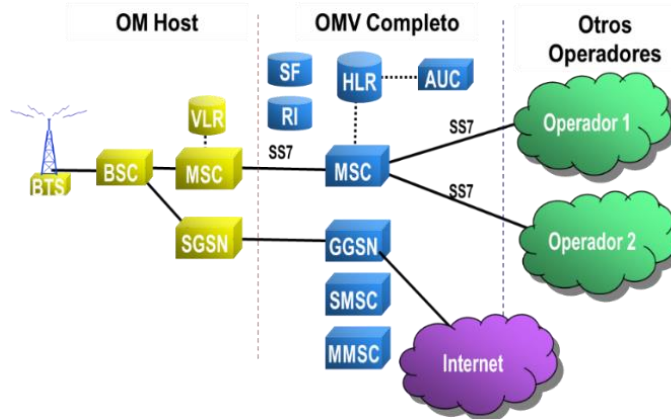 OM Host
OMV Completo
Otros
Operadores
SF
HLR
AUC
RI
VLR
SS7
Operador 1
BTS
BSC
MSC
SS7
MSC
SS7
SGSN
GGSN
Operador 2
SMSC
MMSC
Internet